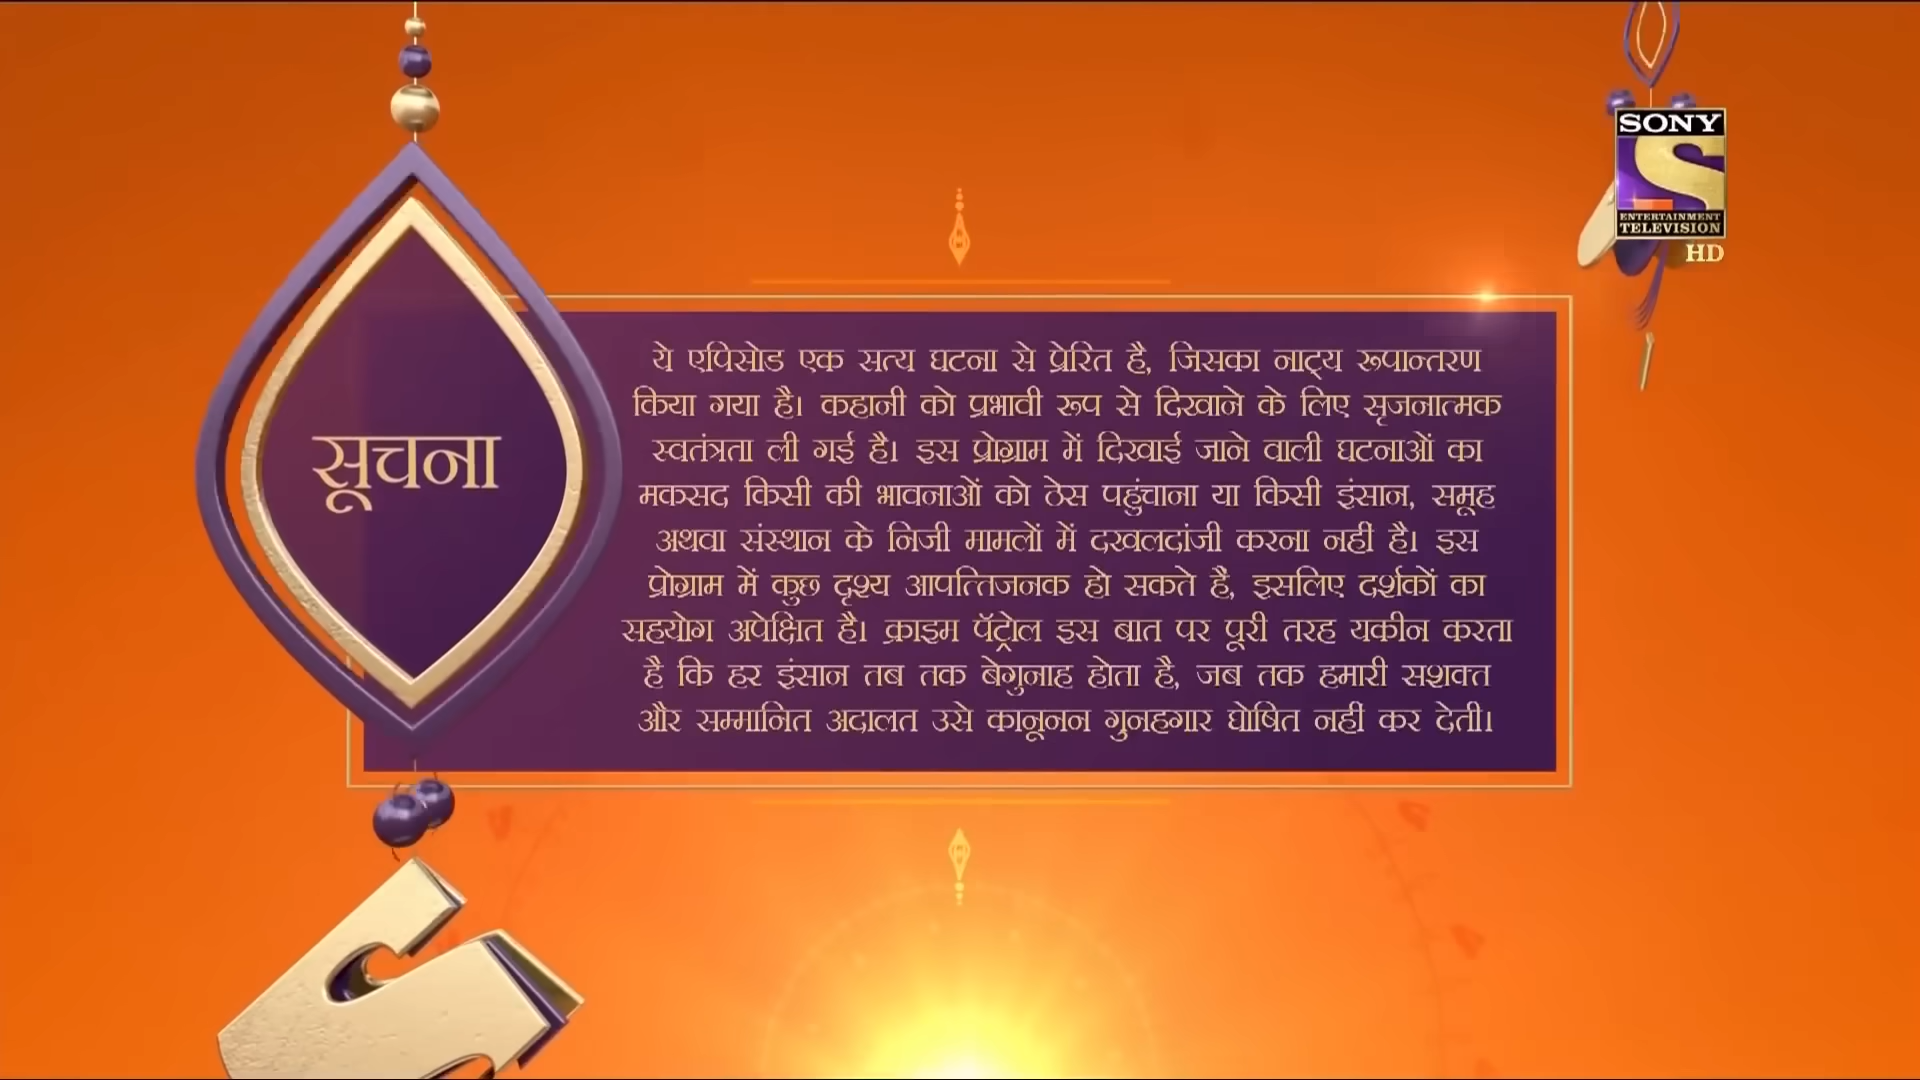 सूचना
ये एपिसोड एक सत्य घटना से प्रेरित है, जिसका नाट्य रूपान्तरण
किया गया है। कहानी को प्रभावी रूप से दिखाने के लिए सृजनात्मक
स्वतंत्रता ली गई है। इस प्रोग्राम में दिखाई जाने वाली घटनाओं का
मकसद किसी की भावनाओं को ठेस पहुंचाना या किसी इंसान, समूह
अथवा संस्थान के निजी मामलों में दखलदांजी करना नहीं है। इस
प्रोग्राम में कुछ दृश्य आपत्तिजनक हो सकते हैं, इसलिए दर्शकों का
सहयोग अपेक्षित है। क्राइम पॅट्रोल इस बात पर पूरी तरह यकीन करता
है कि हर इंसान तब तक बेगुनाह होता है, जब तक हमारी सशक्त
और सम्मानित अदालत उसे कानूनन गुनहगार घोषित नहीं कर देती।
SONY
ENTERTAINMENT
TELEVISION
HD